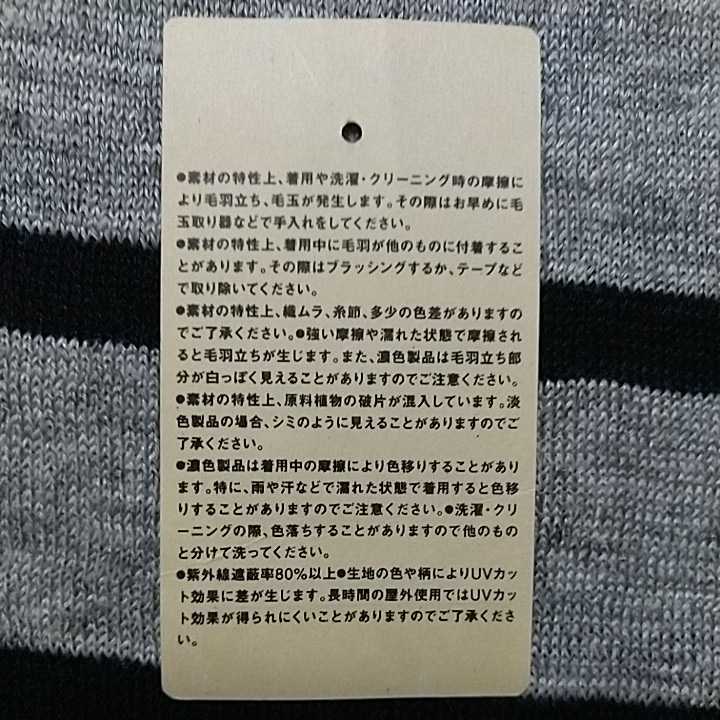 ●素材の特性上、着用や洗濯・クリーニング時の摩擦に
より毛羽立ち、毛玉が発生します。その際はお早めに毛
玉取り器などで手入れをしてください。
●素材の特性上、着用中に毛羽が他のものに付着するこ
とがあります。その際はブラッシングするか、テープなど
で取り除いてください。
●素材の特性上、織ムラ、糸節、多少の色差がありますの
でご了承ください。●強い摩擦や濡れた状態で摩擦され
ると毛羽立ちが生じます。また、濃色製品は毛羽立ち部
分が白っぽく見えることがありますのでご注意ください。
●素材の特性上、原料植物の破片が混入しています。淡
色製品の場合、シミのように見えることがありますのでご
了承ください。
●濃色製品は着用中の摩擦により色移りすることがあり
ます。特に、雨や汗などで濡れた状態で着用すると色移
りすることがありますのでご注意ください。●洗濯・クリ
ーニングの際、色落ちすることがありますので他のもの
と分けて洗ってください。
●紫外線遮蔽率80%以上●生地の色や柄によりUVカッ
ト効果に差が生じます。長時間の屋外使用ではUVカッ
ト効果が得られにくいことがありますのでご了承くださ
い。